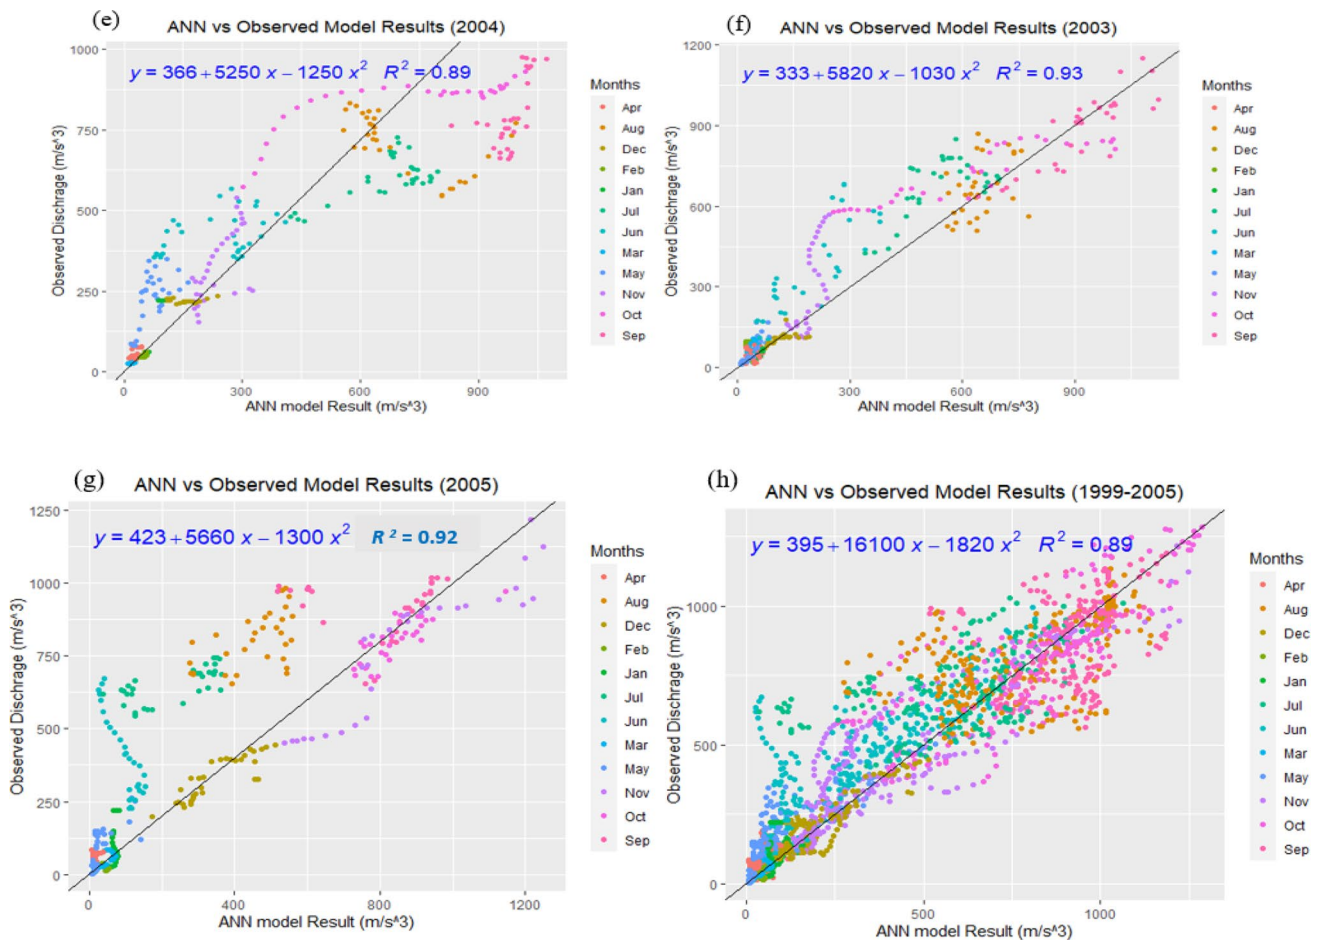 (e)
ANN vs Observed Model Results (2004)
y = 366 + 5250 x − 1250 x² R² = 0.89
1000
750
500
250
0
Observed Dischrage (m/s^3)
0 300 600 900
ANN model Result (m/s^3)
Months
Apr
Aug
Dec
Feb
Jan
Jul
Jun
Mar
May
Nov
Oct
Sep
(f)
ANN vs Observed Model Results (2003)
y = 333 + 5820 x − 1030 x² R² = 0.93
1200
900
600
300
0
Observed Dischrage (m/s^3)
0 300 600 900
ANN model Result (m/s^3)
Months
Apr
Aug
Dec
Feb
Jan
Jul
Jun
Mar
May
Nov
Oct
Sep
(g)
ANN vs Observed Model Results (2005)
y = 423 + 5660 x − 1300 x² R² = 0.92
1250
1000
750
500
250
0
Observed Dischrage (m/s^3)
0 400 800 1200
ANN model Result (m/s^3)
Months
Apr
Aug
Dec
Feb
Jan
Jul
Jun
Mar
May
Nov
Oct
Sep
(h)
ANN vs Observed Model Results (1999-2005)
y = 395 + 16100 x − 1820 x² R² = 0.89
1000
500
0
Observed Dischrage (m/s^3)
0 500 1000
ANN model Result (m/s^3)
Months
Apr
Aug
Dec
Feb
Jan
Jul
Jun
Mar
May
Nov
Oct
Sep